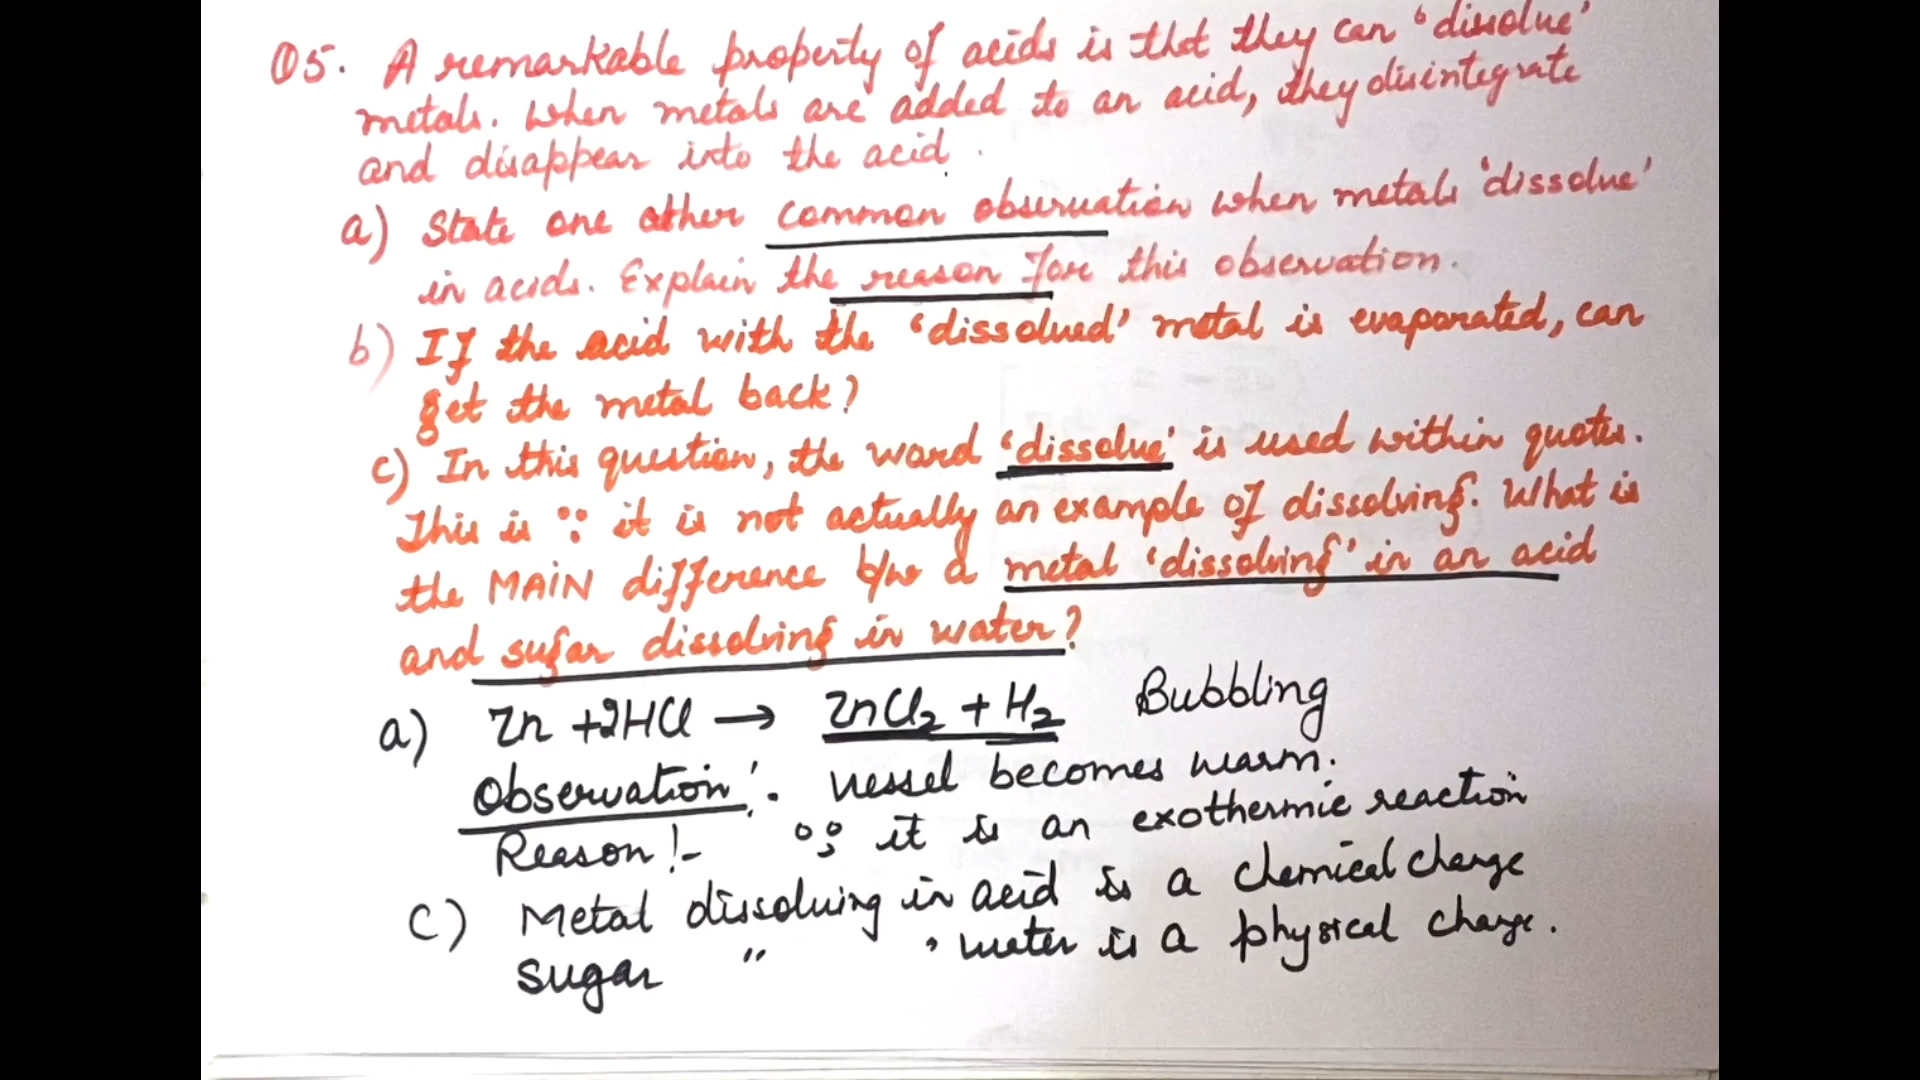 Q5. A remarkable property of acids is that they can 'dissolve'
metals. When metals are added to an acid, they disintegrate
and disappear into the acid.
a) State one other common observation when metals 'dissolve'
in acids. Explain the reason for this observation.
b) If the acid with the 'dissolved' metal is evaporated, can
get the metal back?
c) In this question, the word 'dissolve' is used within quotes.
This is ∵ it is not actually an example of dissolving. What is
the MAIN difference b/w a metal 'dissolving' in an acid
and sugar dissolving in water?
a) Zn + 2HCl → ZnCl₂ + H₂ Bubbling
Observation:. vessel becomes warm.
Reason:- ∵ it is an exothermic reaction
C) Metal dissolving in acid is a chemical change
sugar " , water is a physical change.